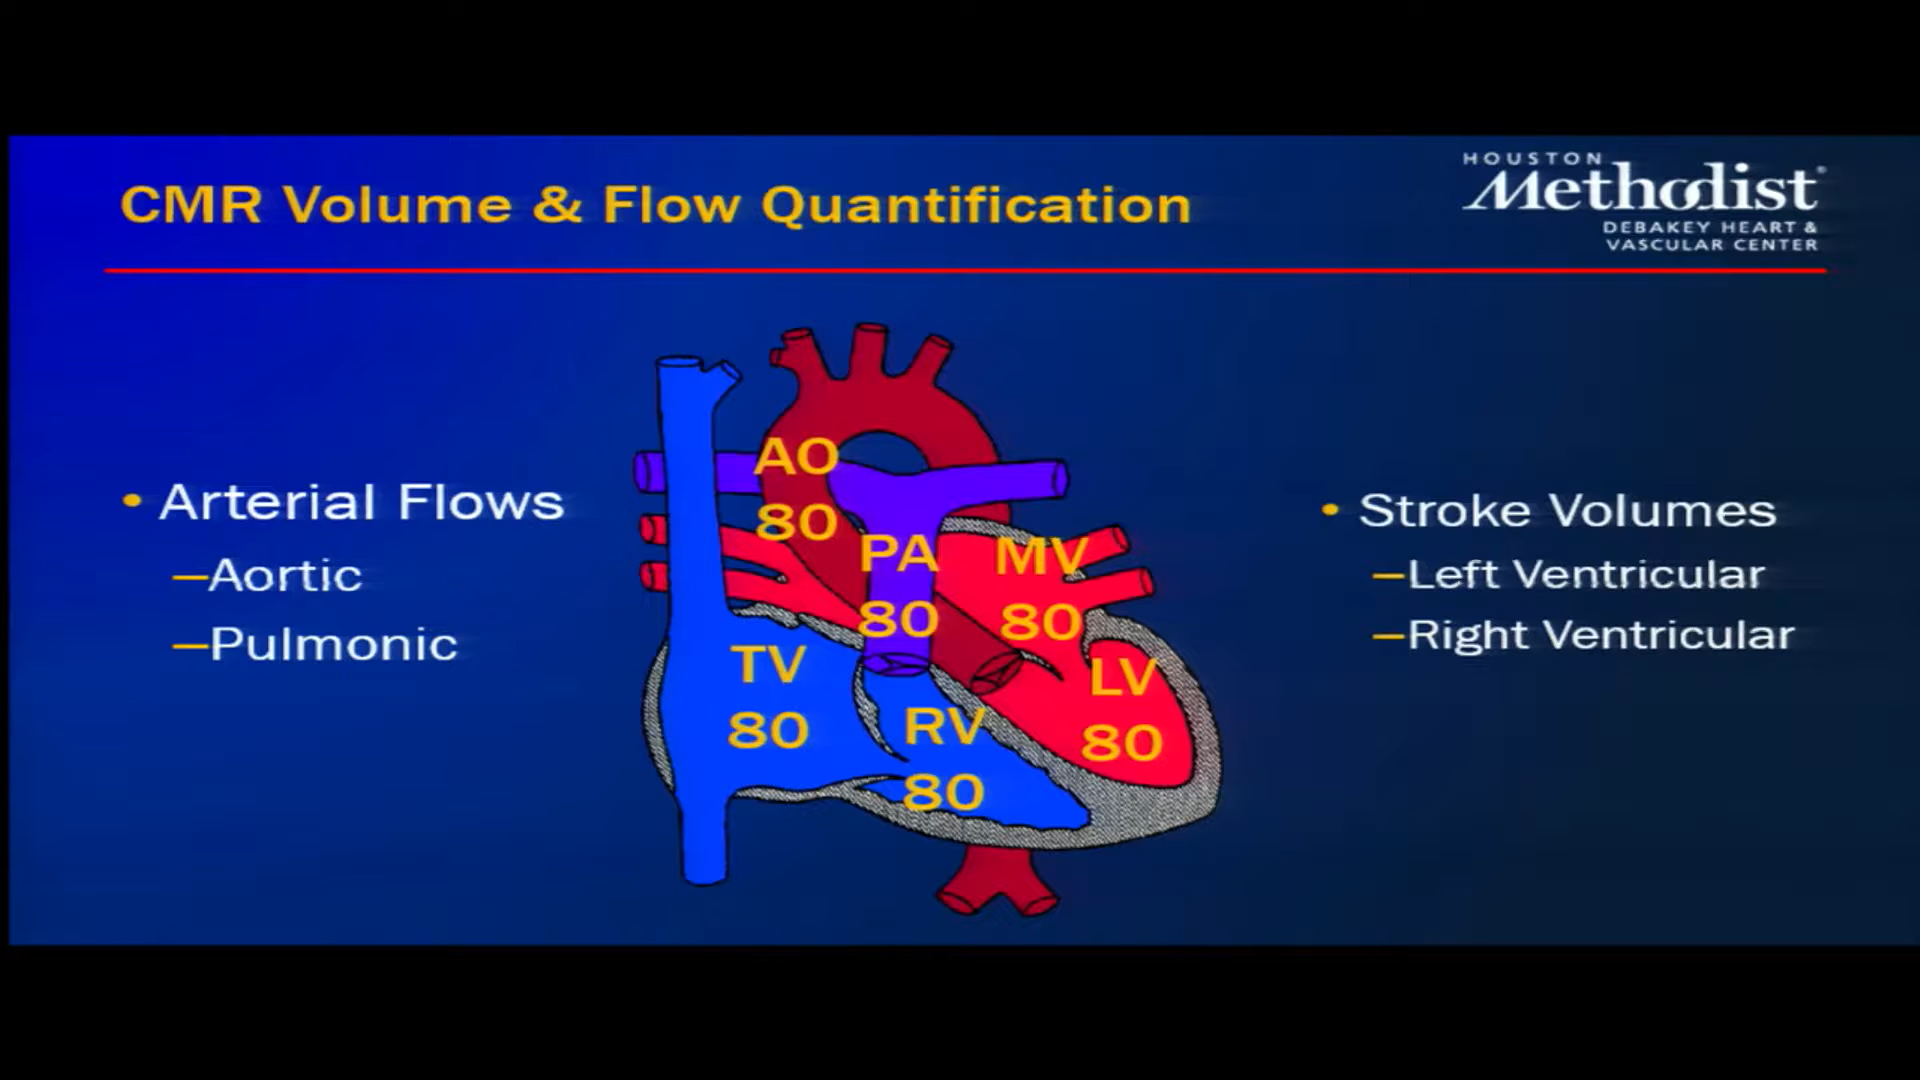 CMR Volume & Flow Quantification
HOUSTON
Methodist®
DEBAKEY HEART &
VASCULAR CENTER
• Arterial Flows
–Aortic
–Pulmonic
AO
80
PA
80
MV
80
TV
80
RV
80
LV
80
• Stroke Volumes
–Left Ventricular
–Right Ventricular